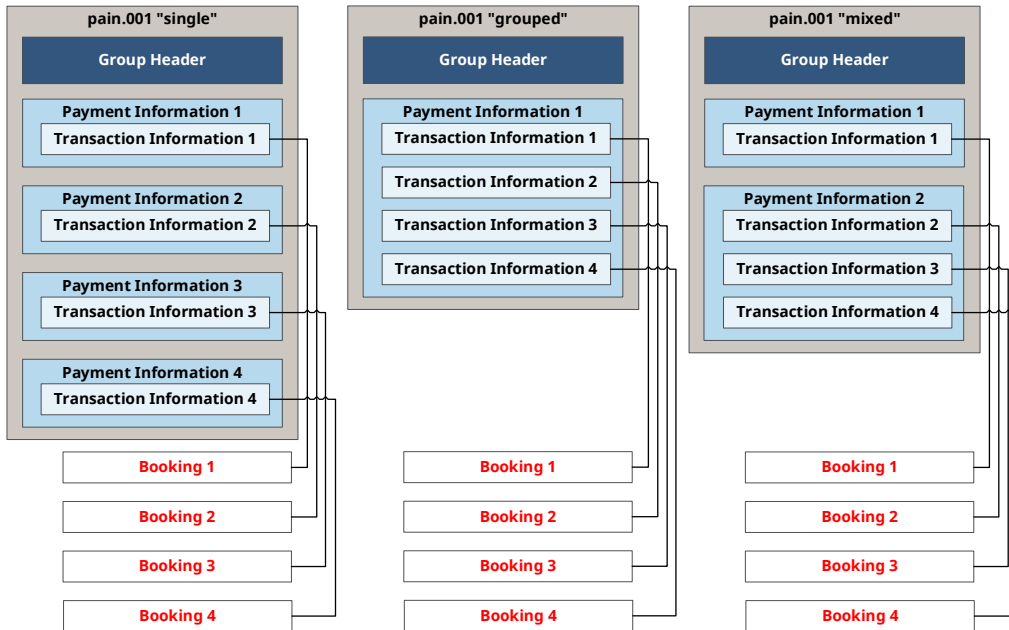 pain.001 "single"
Group Header
Payment Information 1
Transaction Information 1
Payment Information 2
Transaction Information 2
Payment Information 3
Transaction Information 3
Payment Information 4
Transaction Information 4
Booking 1
Booking 2
Booking 3
Booking 4
pain.001 "grouped"
Group Header
Payment Information 1
Transaction Information 1
Transaction Information 2
Transaction Information 3
Transaction Information 4
Booking 1
Booking 2
Booking 3
Booking 4
pain.001 "mixed"
Group Header
Payment Information 1
Transaction Information 1
Payment Information 2
Transaction Information 2
Transaction Information 3
Transaction Information 4
Booking 1
Booking 2
Booking 3
Booking 4